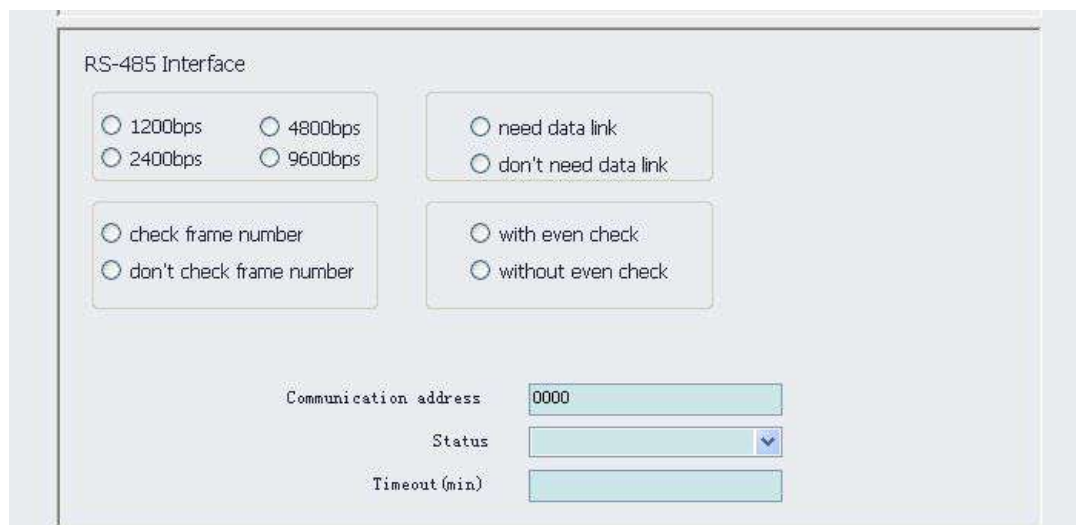 RS-485 Interface
1200bps 4800bps
2400bps 9600bps
need data link
don't need data link
check frame number
don't check frame number
with even check
without even check
Communication address 0000
Status
Timeout(min)